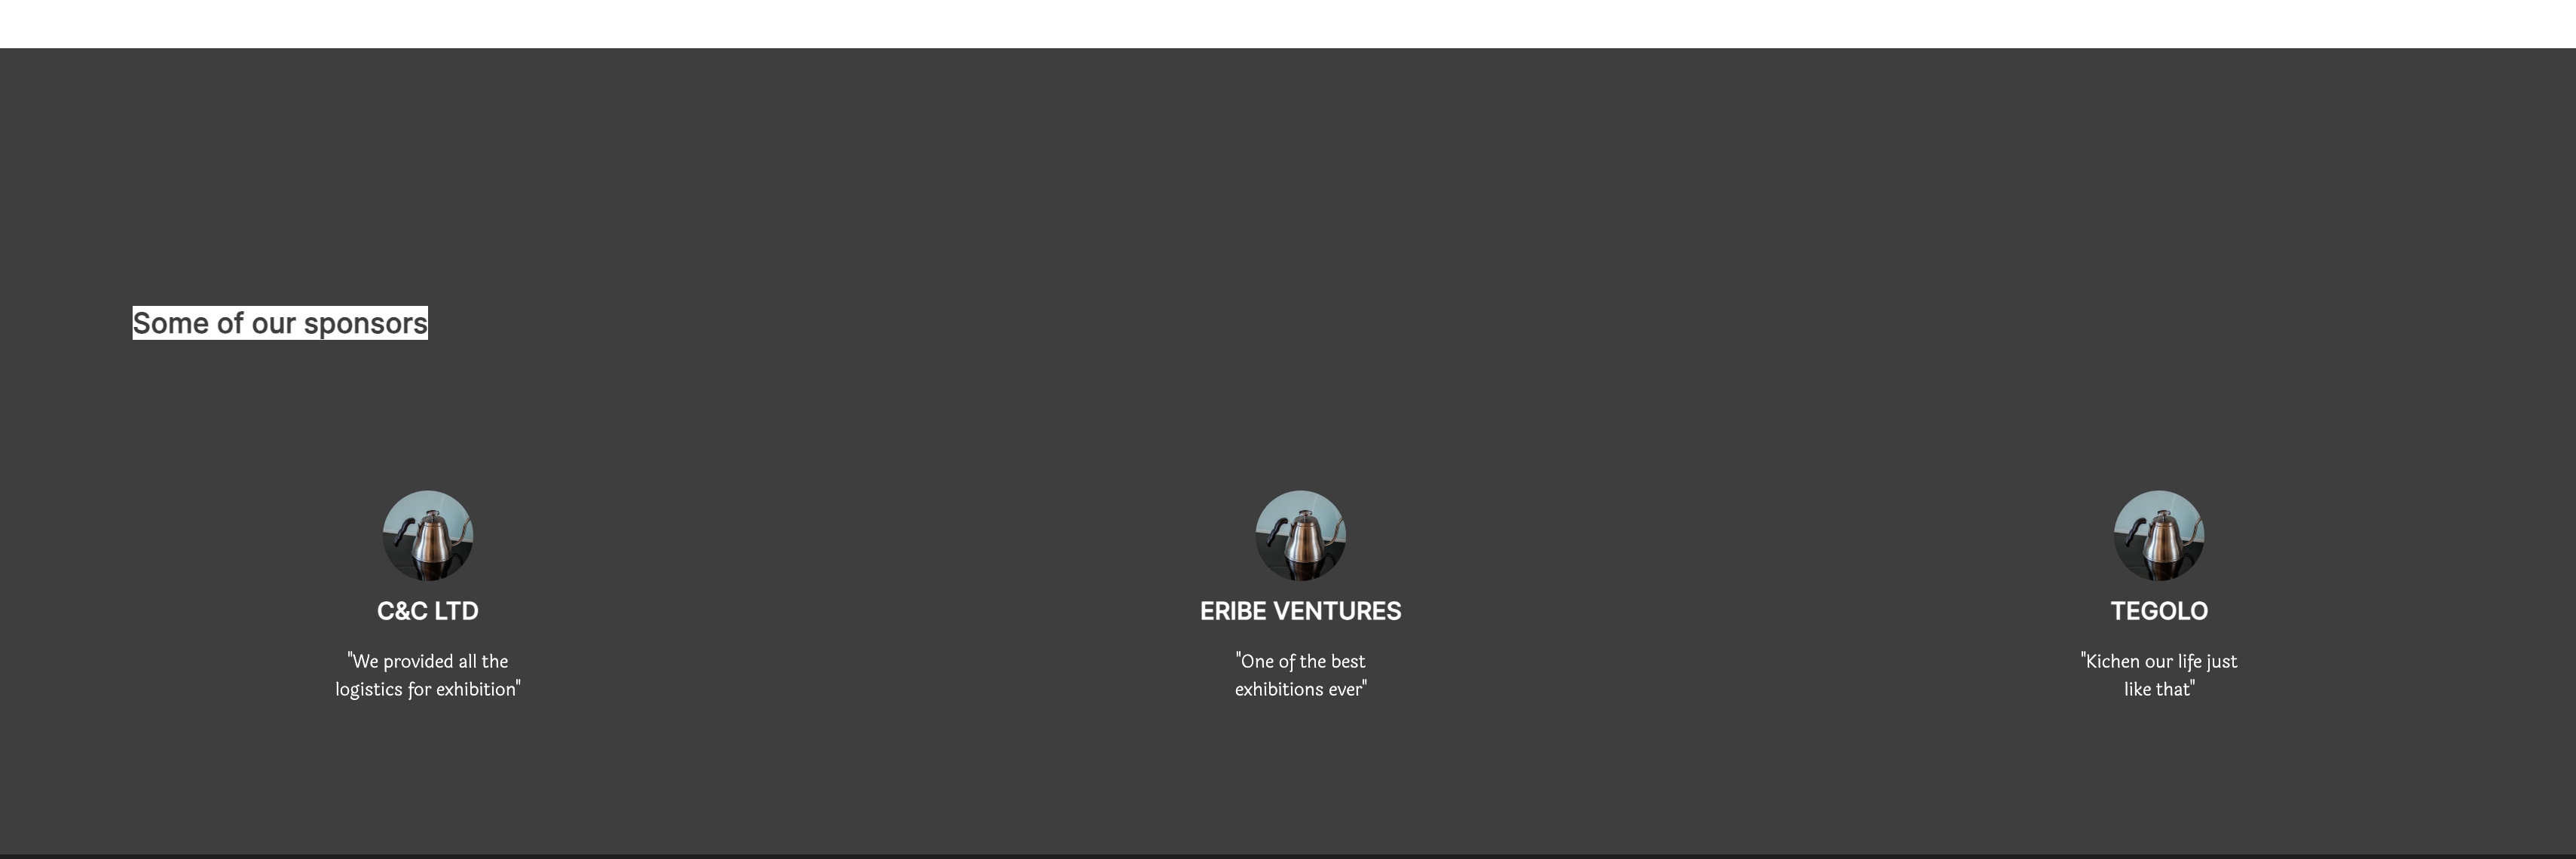 Some of our sponsors
C&C LTD
"We provided all the
logistics for exhibition"
ERIBE VENTURES
"One of the best
exhibitions ever"
TEGOLO
"Kichen our life just
like that"